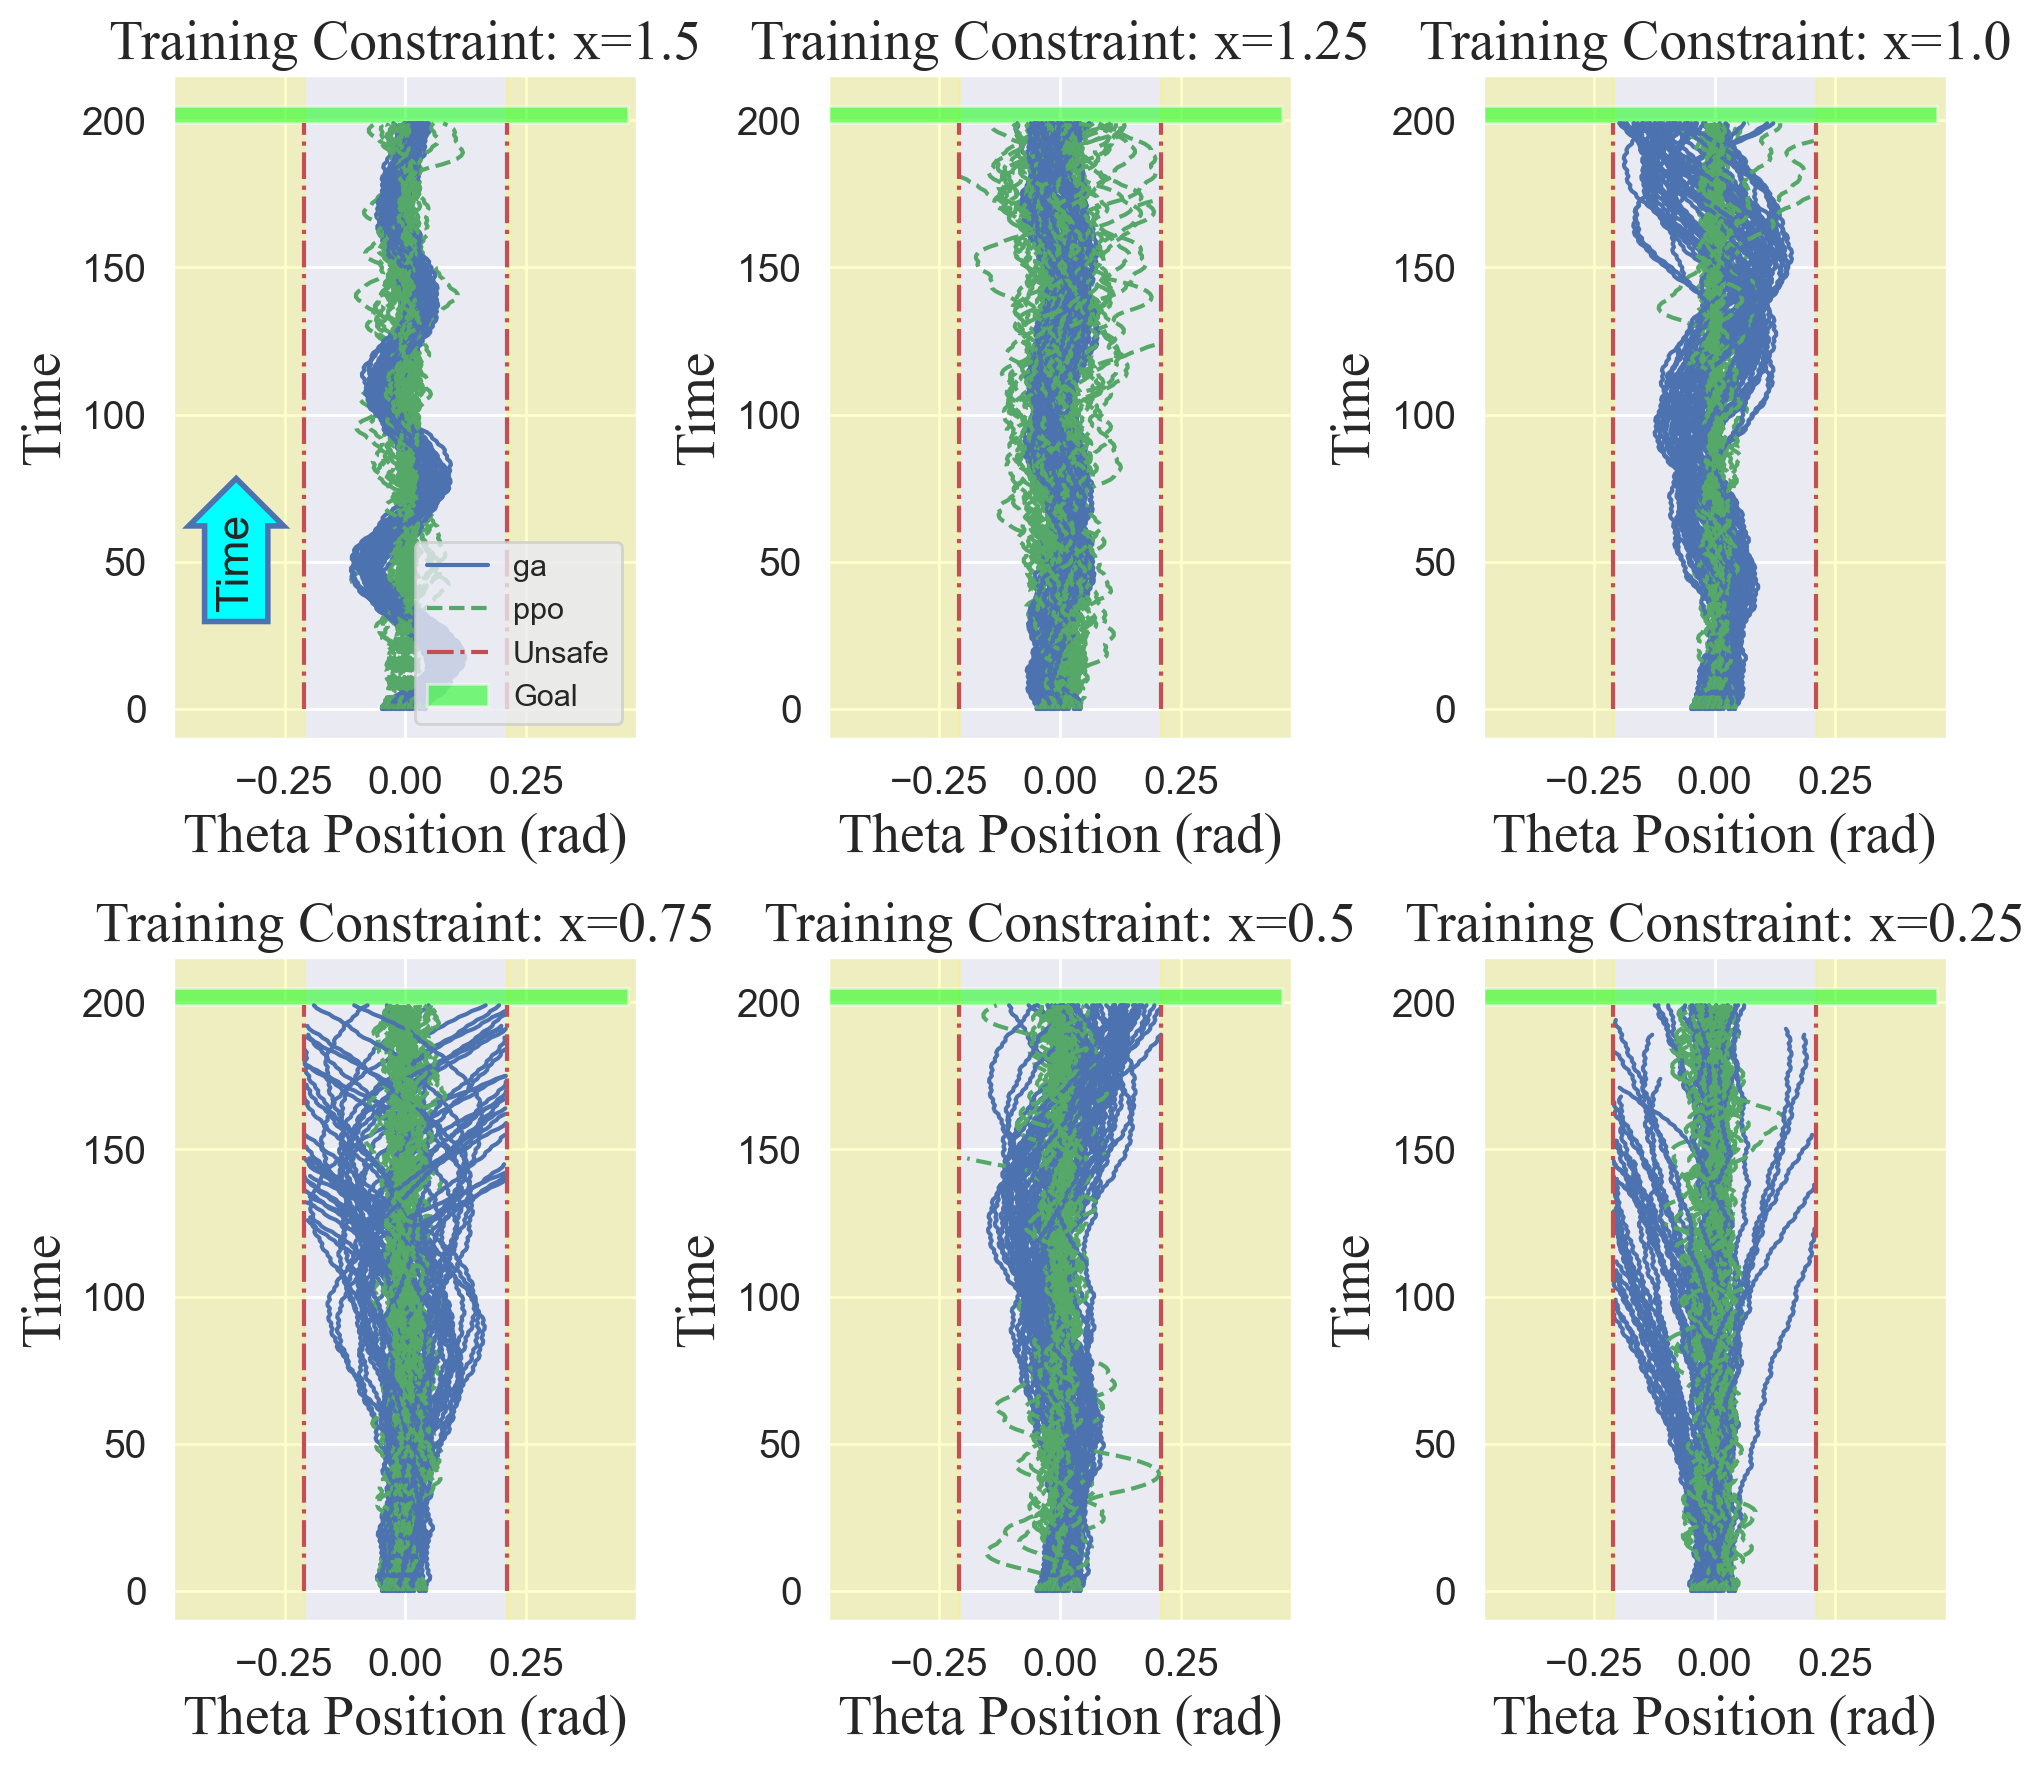 Training Constraint: x=1.5
Training Constraint: x=1.25
Training Constraint: x=1.0
200
150
100
50
0
Time
Time
ga
ppo
Unsafe
Goal
−0.25 0.00 0.25
Theta Position (rad)
200
150
100
50
0
Time
−0.25 0.00 0.25
Theta Position (rad)
200
150
100
50
0
Time
−0.25 0.00 0.25
Theta Position (rad)
Training Constraint: x=0.75
Training Constraint: x=0.5
Training Constraint: x=0.25
200
150
100
50
0
Time
−0.25 0.00 0.25
Theta Position (rad)
200
150
100
50
0
Time
−0.25 0.00 0.25
Theta Position (rad)
200
150
100
50
0
Time
−0.25 0.00 0.25
Theta Position (rad)